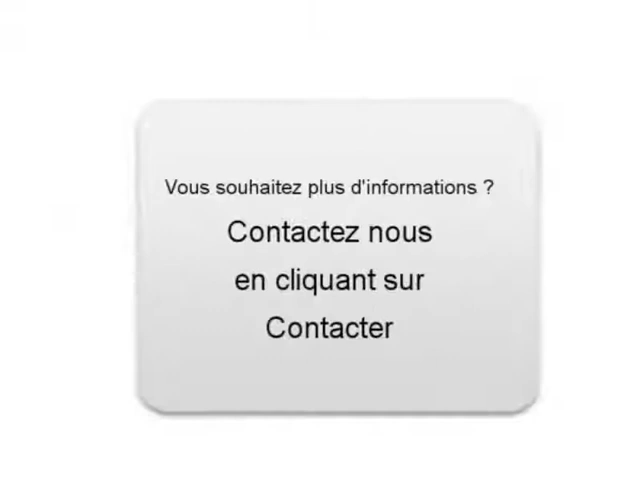 Vous souhaitez plus d'informations ?
Contactez nous
en cliquant sur
Contacter